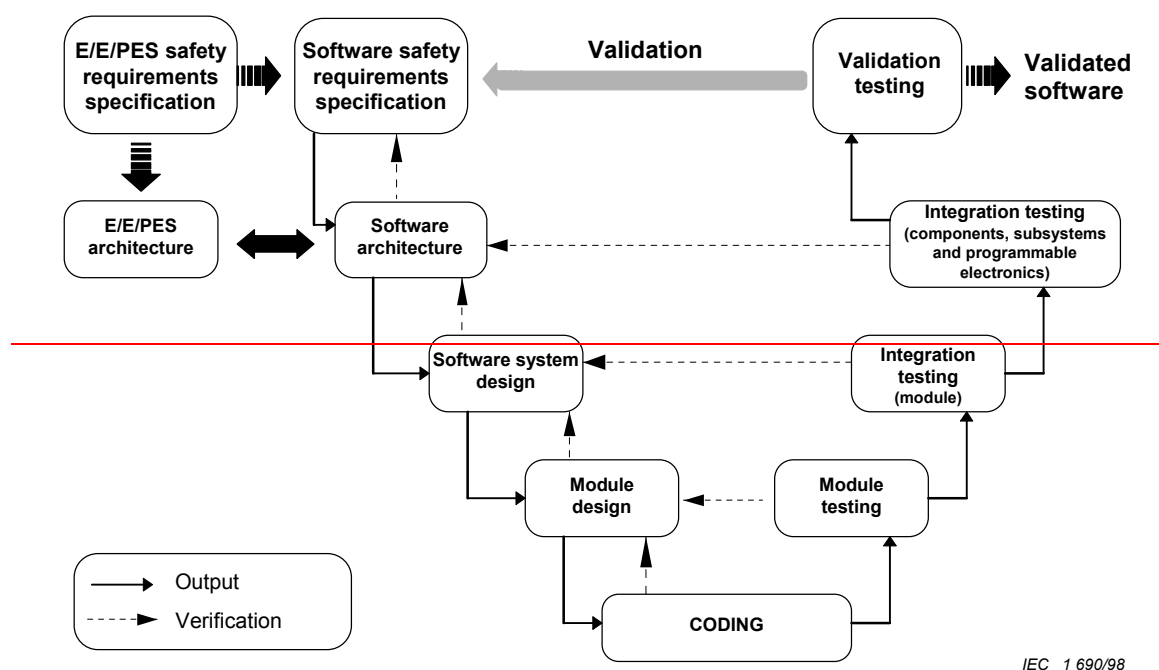 E/E/PES safety
requirements
specification
Software safety
requirements
specification
Validation
Validation
testing
Validated
software
E/E/PES
architecture
Software
architecture
Integration testing
(components, subsystems
and programmable
electronics)
Software system
design
Integration
testing
(module)
Module
design
Module
testing
Output
Verification
CODING
IEC 1 690/98